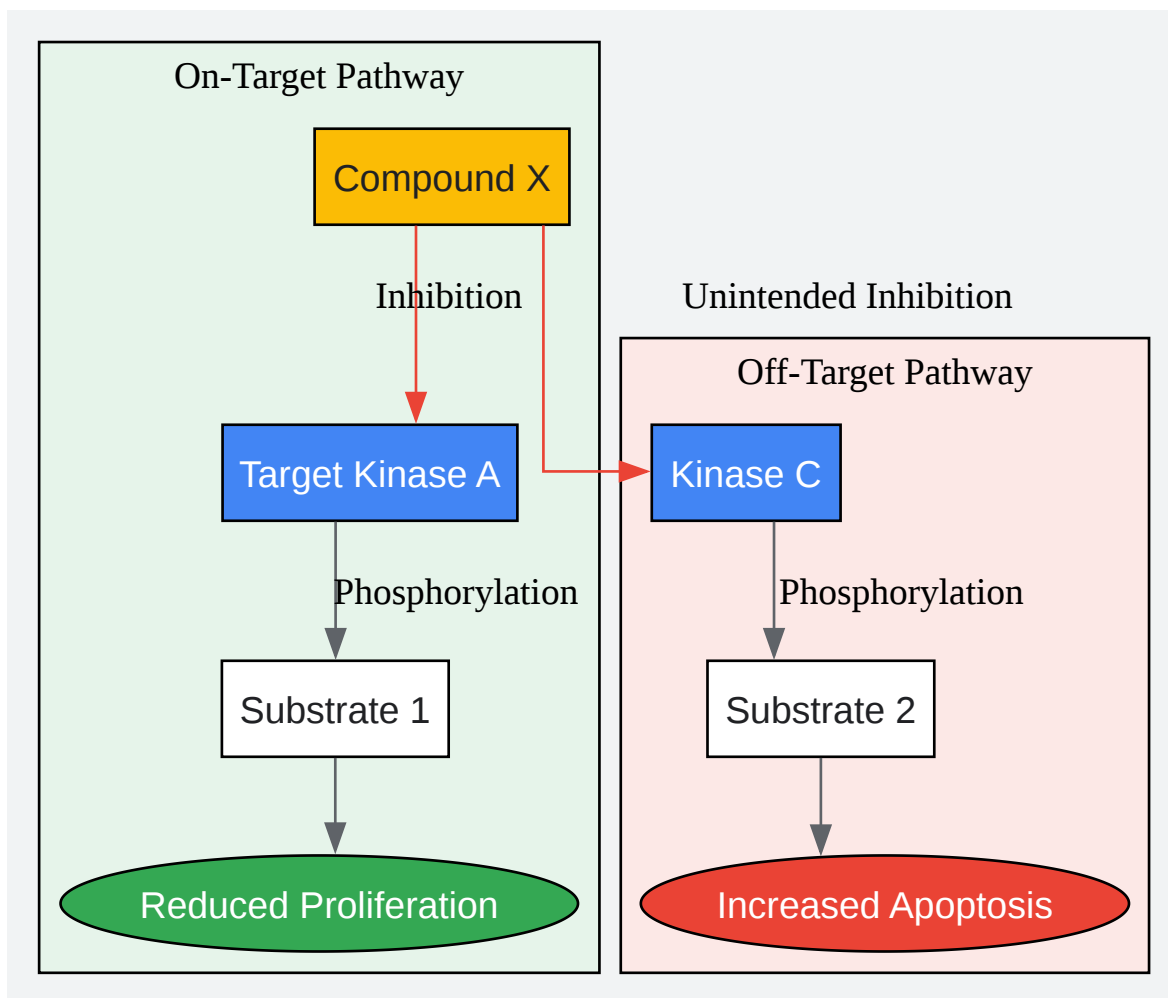 On-Target Pathway
Compound X
Inhibition
Unintended Inhibition
Off-Target Pathway
Target Kinase A
Kinase C
Phosphorylation
Phosphorylation
Substrate 1
Substrate 2
Reduced Proliferation
Increased Apoptosis